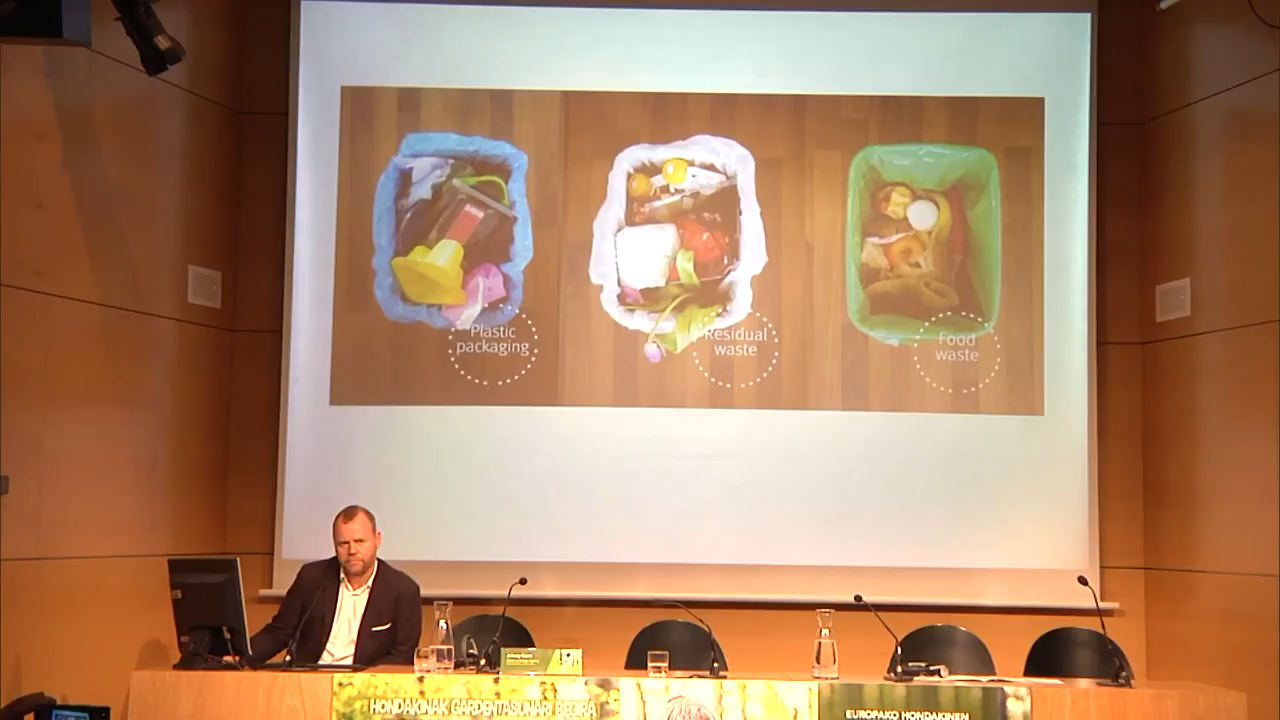 Plastic
packaging
Residual
waste
Food
waste
HONDAKINAK GARDENTASUNARI BEGIRA
EUROPAKO HONDAKINEN